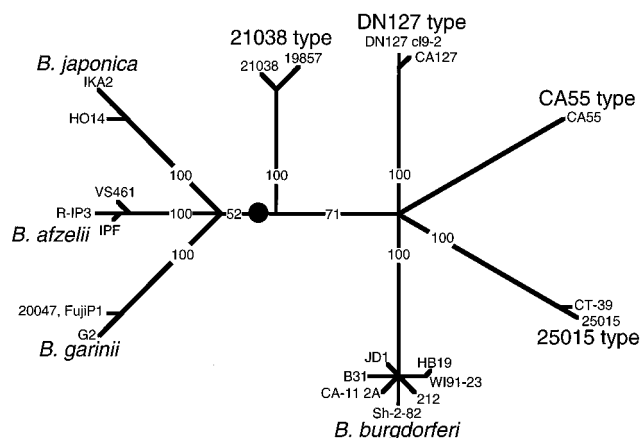 21038 type
21038
19857
DN127 type
DN127 cl9-2
CA127
B. japonica
IKA2
HO14
CA55 type
CA55
100
100
100
VS461
R-IP3
IPF
B. afzelii
100
52
71
100
100
100
20047, FujiP1
G2
B. garinii
CT-39
25015
25015 type
JD1
HB19
B31
WI91-23
CA-11 2A
212
Sh-2-82
B. burgdorferi